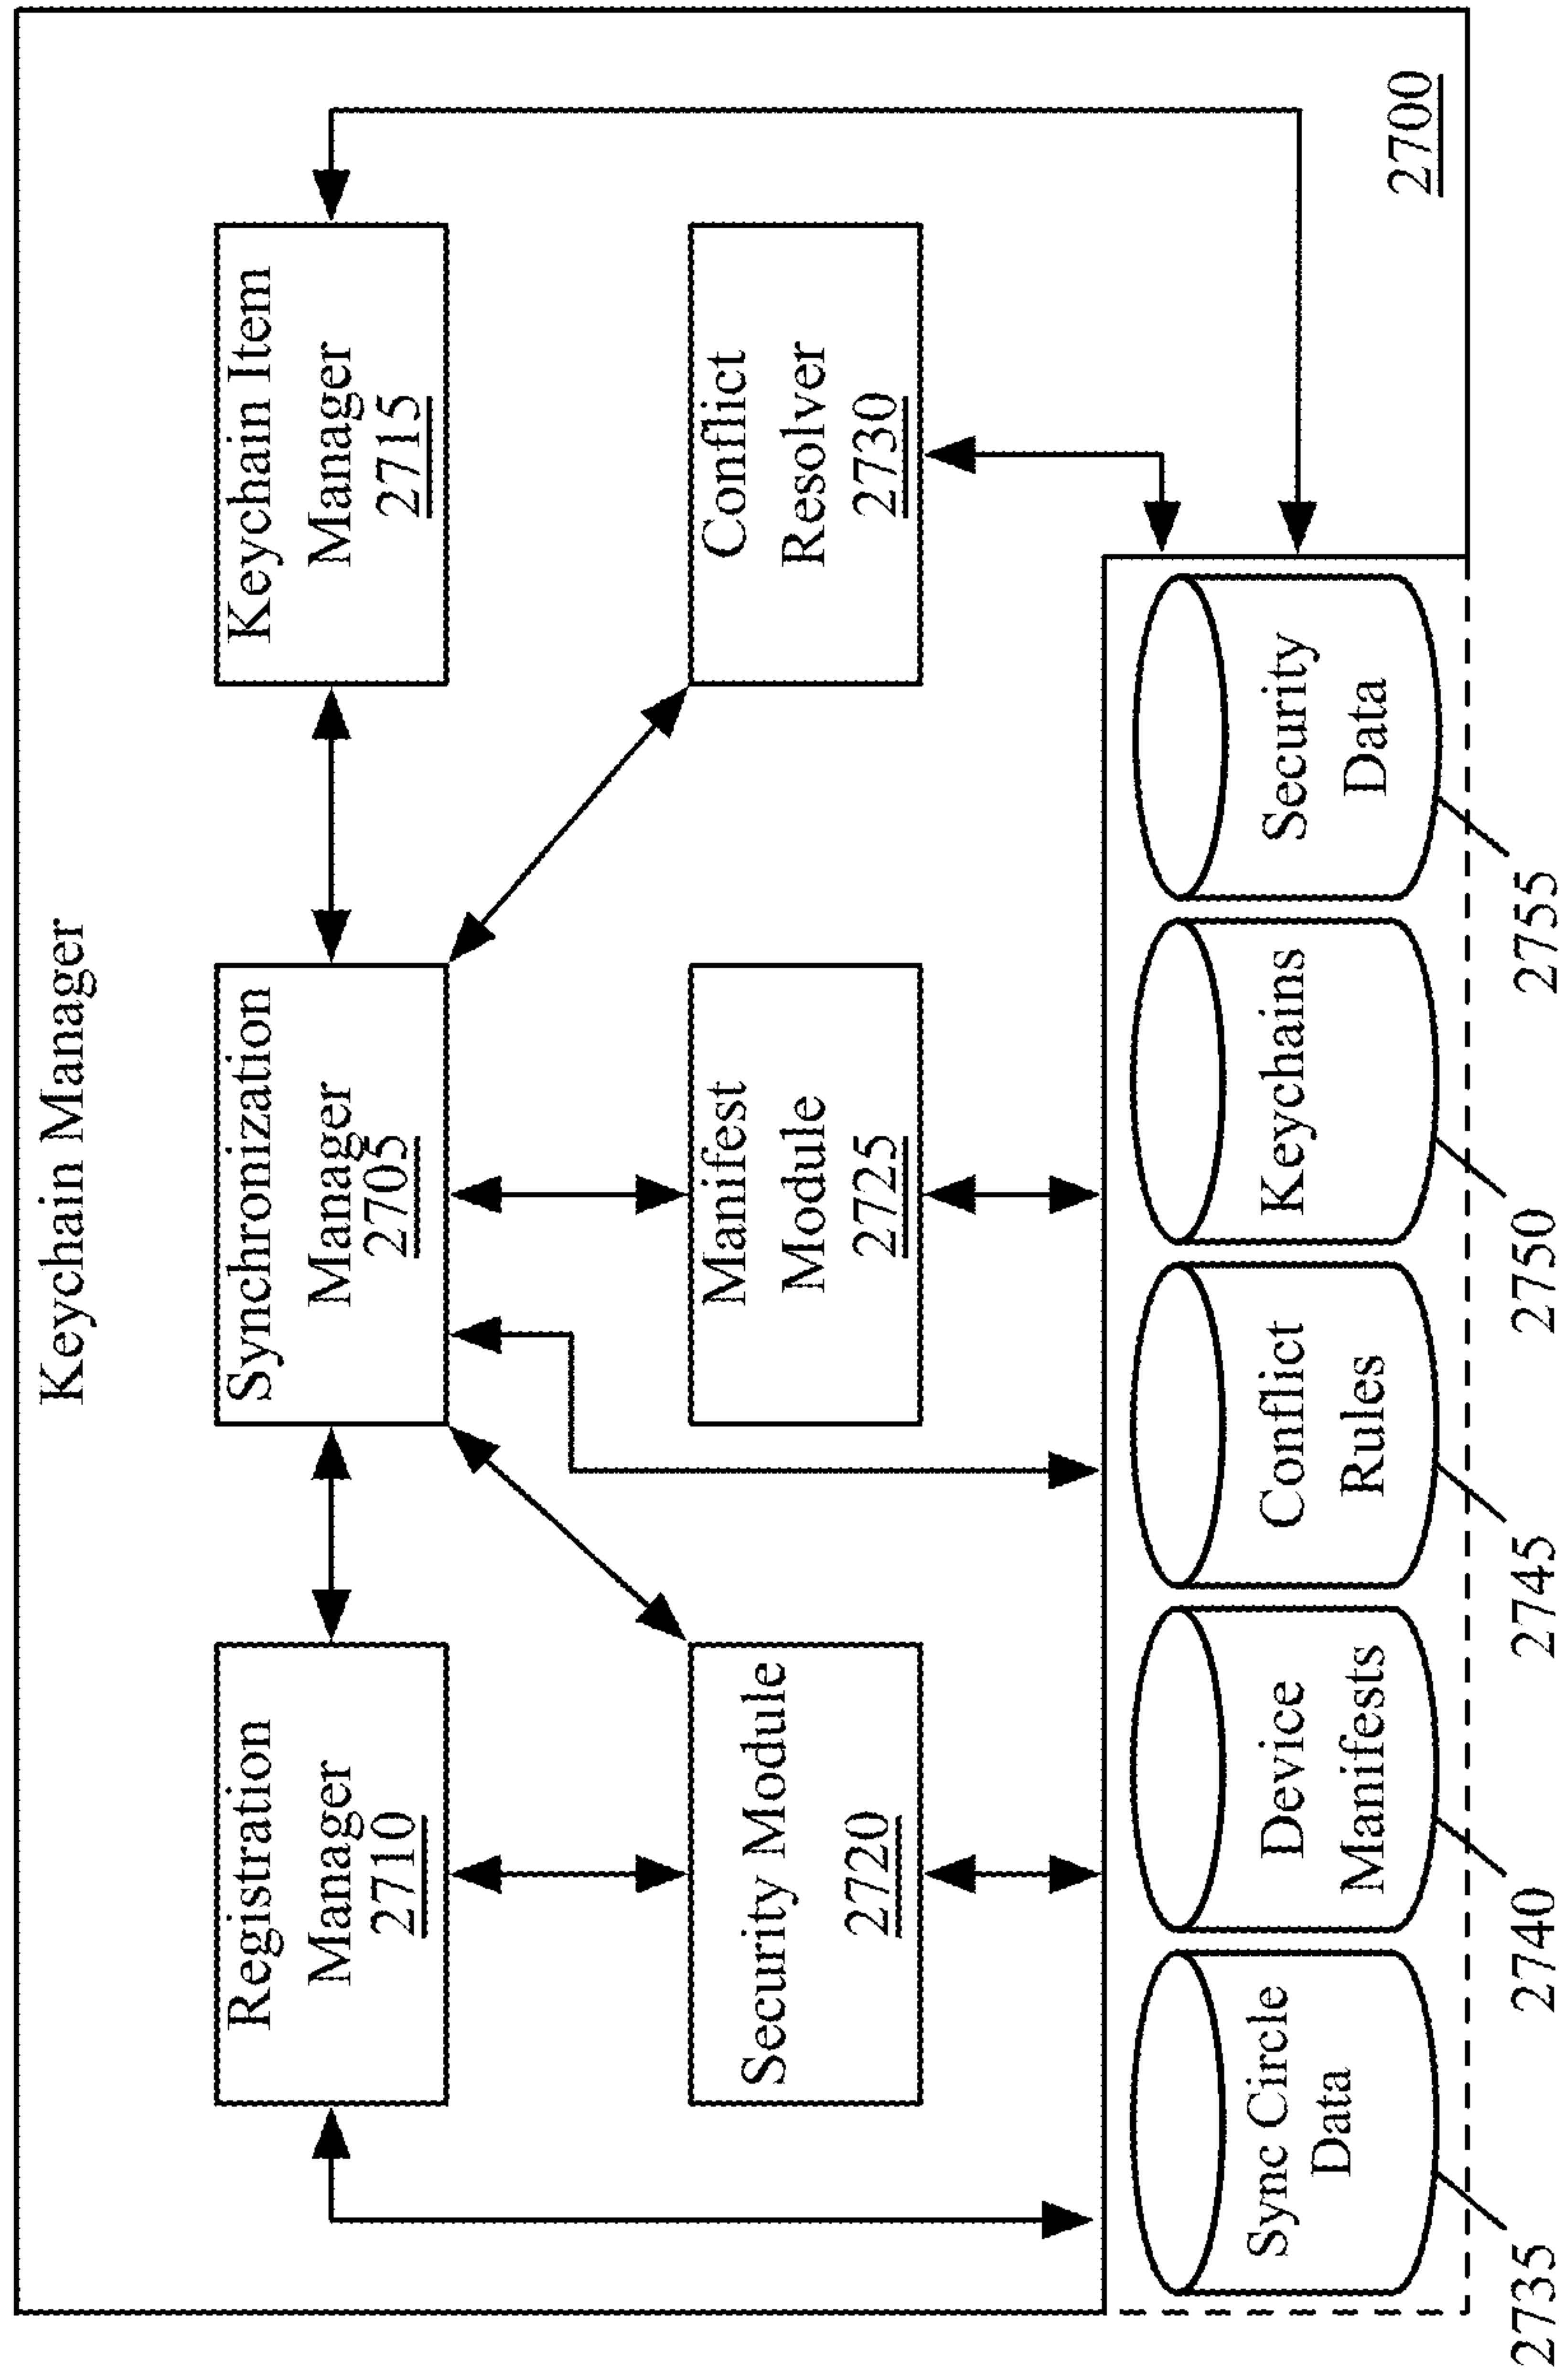 Keychain Manager
Registration
Manager
2710
Synchronization
Manager
2705
Keychain Item
Manager
2715
Security Module
2720
Manifest
Module
2725
Conflict
Resolver
2730
Sync Circle
Data
Device
Manifests
Conflict
Rules
Keychains
Security
Data
2700
2735
2740
2745
2750
2755